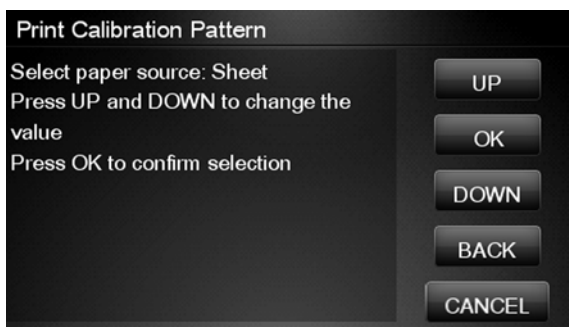 Print Calibration Pattern
Select paper source: Sheet
Press UP and DOWN to change the
value
Press OK to confirm selection
UP
OK
DOWN
BACK
CANCEL